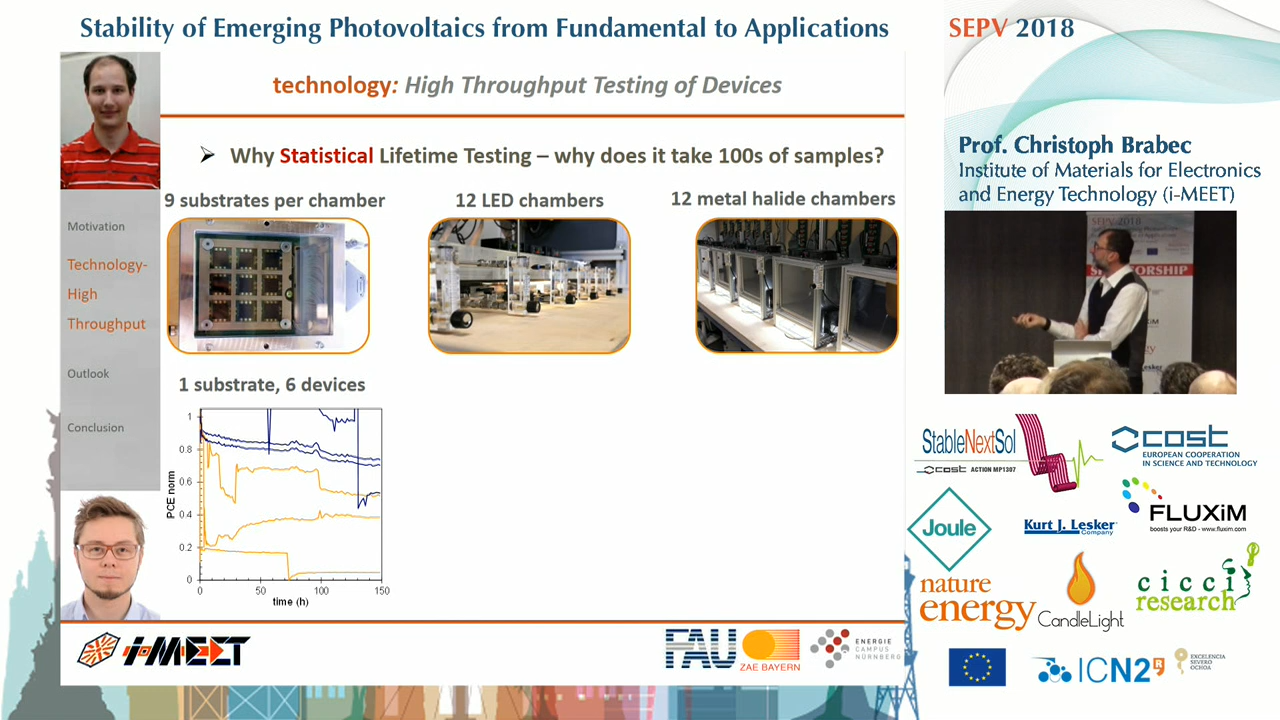 Stability of Emerging Photovoltaics from Fundamental to Applications
SEPV 2018
technology: High Throughput Testing of Devices
Why Statistical Lifetime Testing – why does it take 100s of samples?
9 substrates per chamber
12 LED chambers
12 metal halide chambers
Motivation
Technology-
High
Throughput
Outlook
Conclusion
1 substrate, 6 devices
PCE norm
1
0.8
0.6
0.4
0.2
0
0
50
100
150
time (h)
i-MEET
FAU
ZAE BAYERN
ENERGIE
CAMPUS
NÜRNBERG
Prof. Christoph Brabec
Institute of Materials for Electronics
and Energy Technology (i-MEET)
SEPV 2018
StableNextSol
cost ACTION MP1307
cost
EUROPEAN COOPERATION
IN SCIENCE AND TECHNOLOGY
Joule
Kurt J. Lesker
Company
FLUXiM
boosts your R&D - www.fluxim.com
nature
energy
CandleLight
cicci
research
ICN2
EXCELENCIA
SEVERO
OCHOA